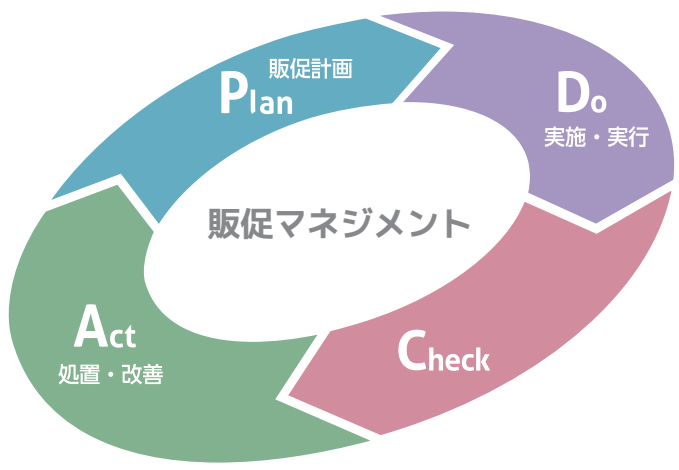 販促計画
Plan
Do
実施・実行
販促マネジメント
Act
処置・改善
Check